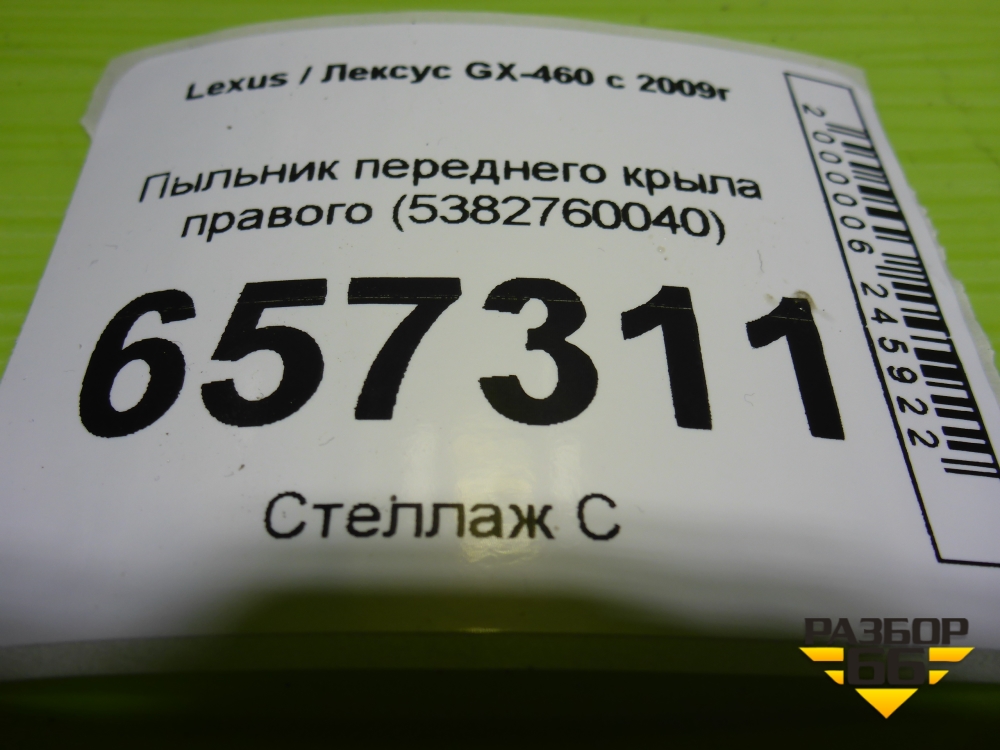 Lexus / Лексус GX-460 с 2009г
Пыльник переднего крыла
правого (5382760040)
657311
Стеллаж С
2000006245922
РАЗБОР
66